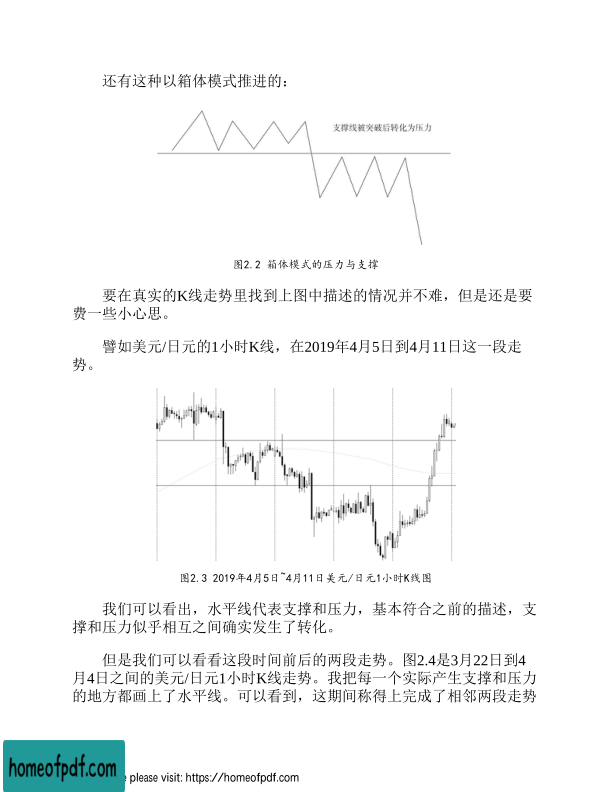 还有这种以箱体模式推进的：
支撑线被突破后转化为压力
图2.2 箱体模式的压力与支撑
要在真实的K线走势里找到上图中描述的情况并不难，但是还是要
费一些小心思。
譬如美元/日元的1小时K线，在2019年4月5日到4月11日这一段走
势。
图2.3 2019年4月5日~4月11日美元/日元1小时K线图
我们可以看出，水平线代表支撑和压力，基本符合之前的描述，支
撑和压力似乎相互之间确实发生了转化。
但是我们可以看看这段时间前后的两段走势。图2.4是3月22日到4
月4日之间的美元/日元1小时K线走势。我把每一个实际产生支撑和压力
的地方都画上了水平线。可以看到，这期间称得上完成了相邻两段走势
homeofpdf.com
e please visit: https://homeofpdf.com